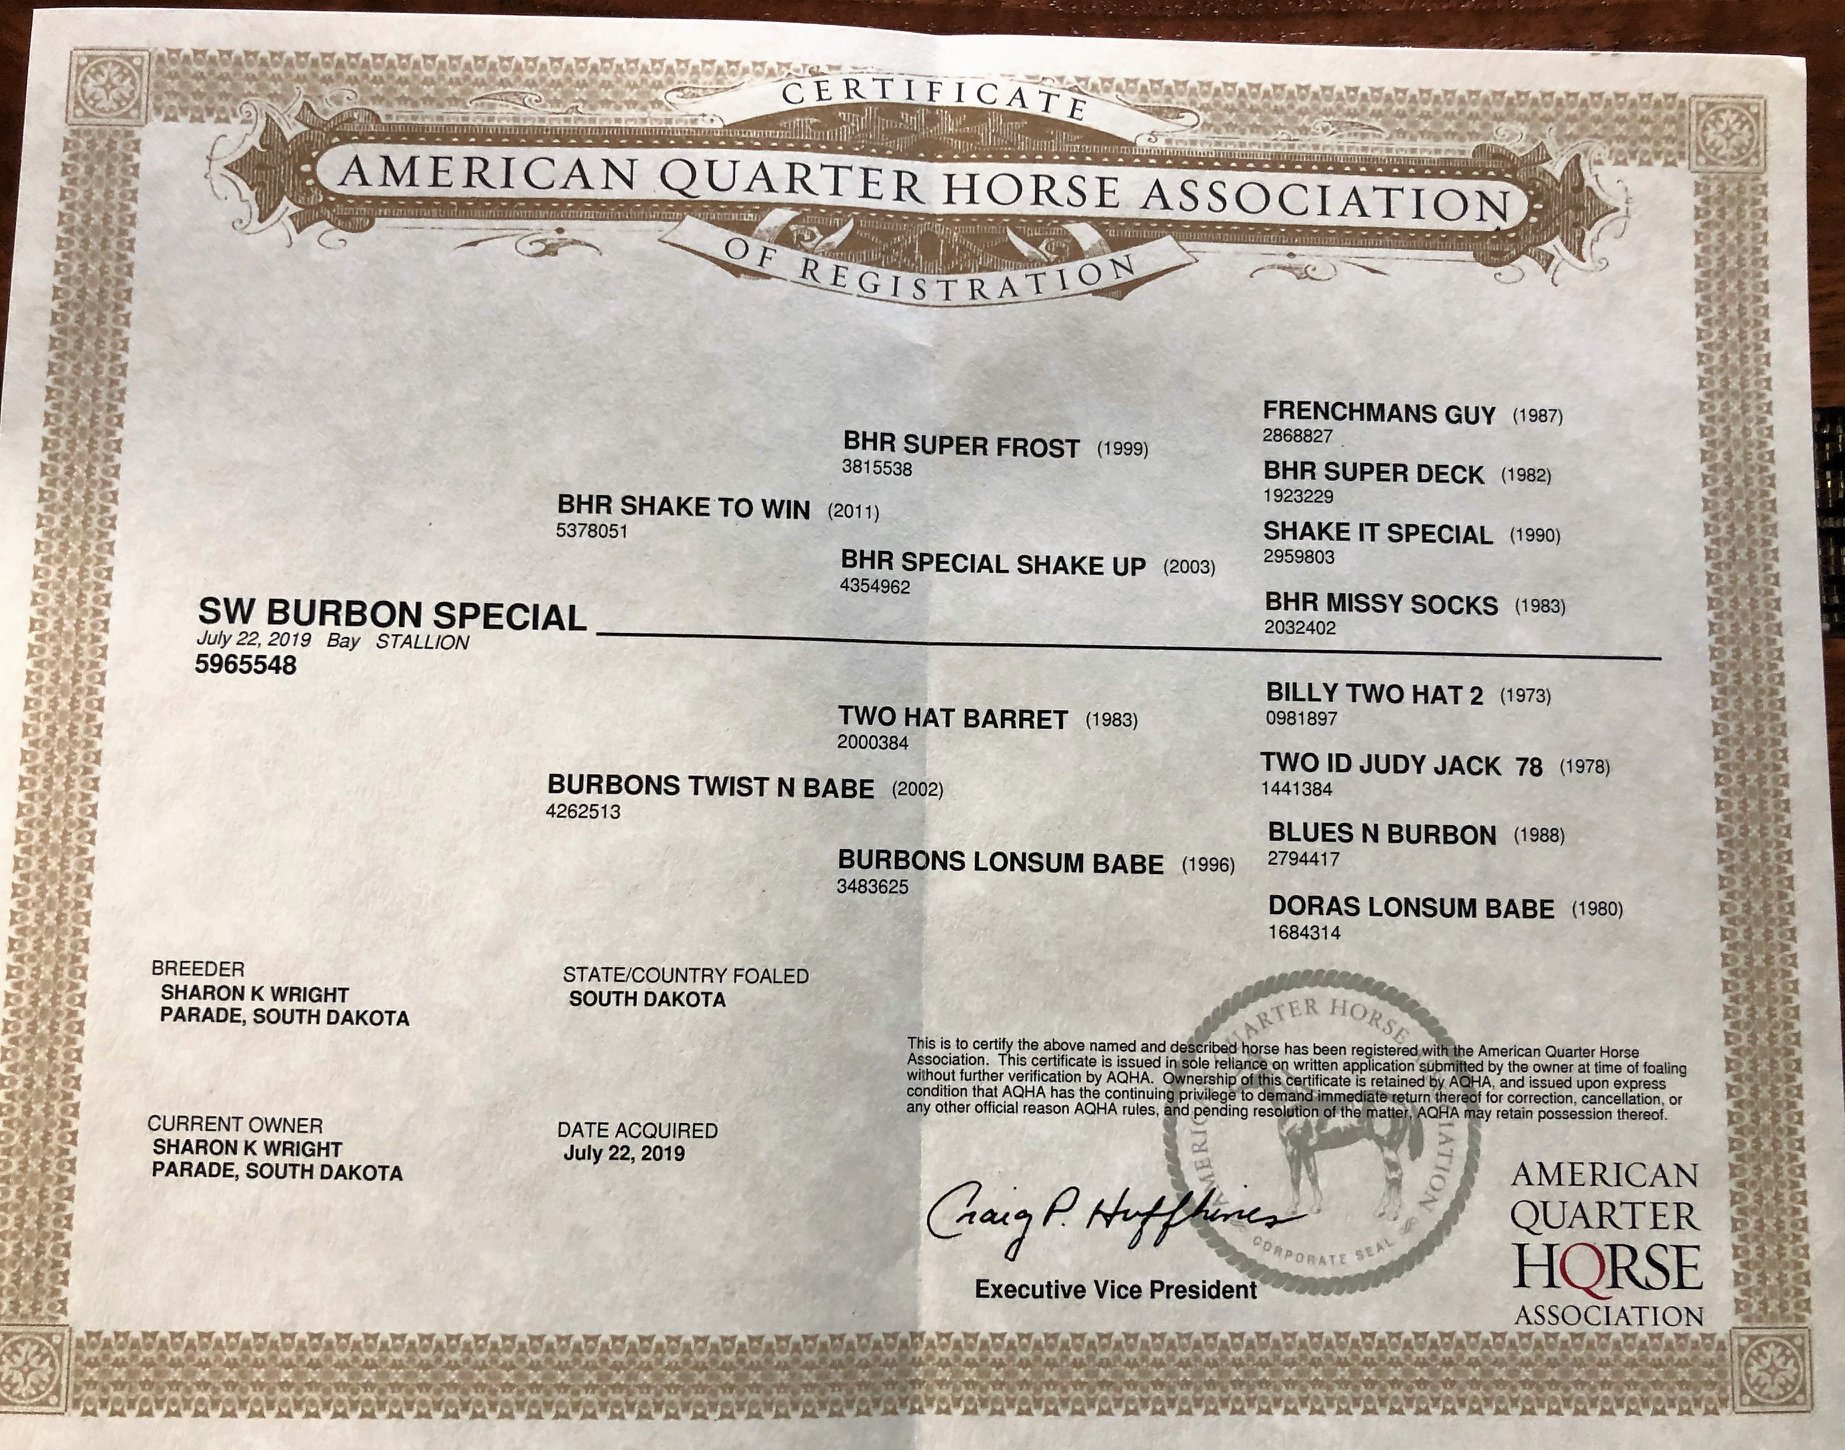 CERTIFICATE
AMERICAN QUARTER HORSE ASSOCIATION
OF REGISTRATION
FRENCHMANS GUY (1987)
2868827
BHR SUPER FROST (1999)
3815538
BHR SUPER DECK (1982)
1923229
BHR SHAKE TO WIN (2011)
5378051
SHAKE IT SPECIAL (1990)
2959803
BHR SPECIAL SHAKE UP (2003)
4354962
BHR MISSY SOCKS (1983)
2032402
SW BURBON SPECIAL
July 22, 2019 Bay STALLION
5965548
BILLY TWO HAT 2 (1973)
0981897
TWO HAT BARRET (1983)
2000384
TWO ID JUDY JACK 78 (1978)
1441384
BURBONS TWIST N BABE (2002)
4262513
BLUES N BURBON (1988)
2794417
BURBONS LONSUM BABE (1996)
3483625
DORAS LONSUM BABE (1980)
1684314
BREEDER
SHARON K WRIGHT
PARADE, SOUTH DAKOTA
STATE/COUNTRY FOALED
SOUTH DAKOTA
This is to certify the above named and described horse has been registered with the American Quarter Horse
Association. This certificate is issued in sole reliance on written application submitted by the owner at time of foaling
without further verification by AQHA. Ownership of this certificate is retained by AQHA, and issued upon express
condition that AQHA has the continuing privilege to demand immediate return thereof for correction, cancellation, or
any other official reason AQHA rules, and pending resolution of the matter, AQHA may retain possession thereof.
CURRENT OWNER
SHARON K WRIGHT
PARADE, SOUTH DAKOTA
DATE ACQUIRED
July 22, 2019
AMERICAN QUARTER HORSE ASSOCIATION
CORPORATE SEAL
Craig P. Huffhines
Executive Vice President
AMERICAN
QUARTER
HORSE
ASSOCIATION